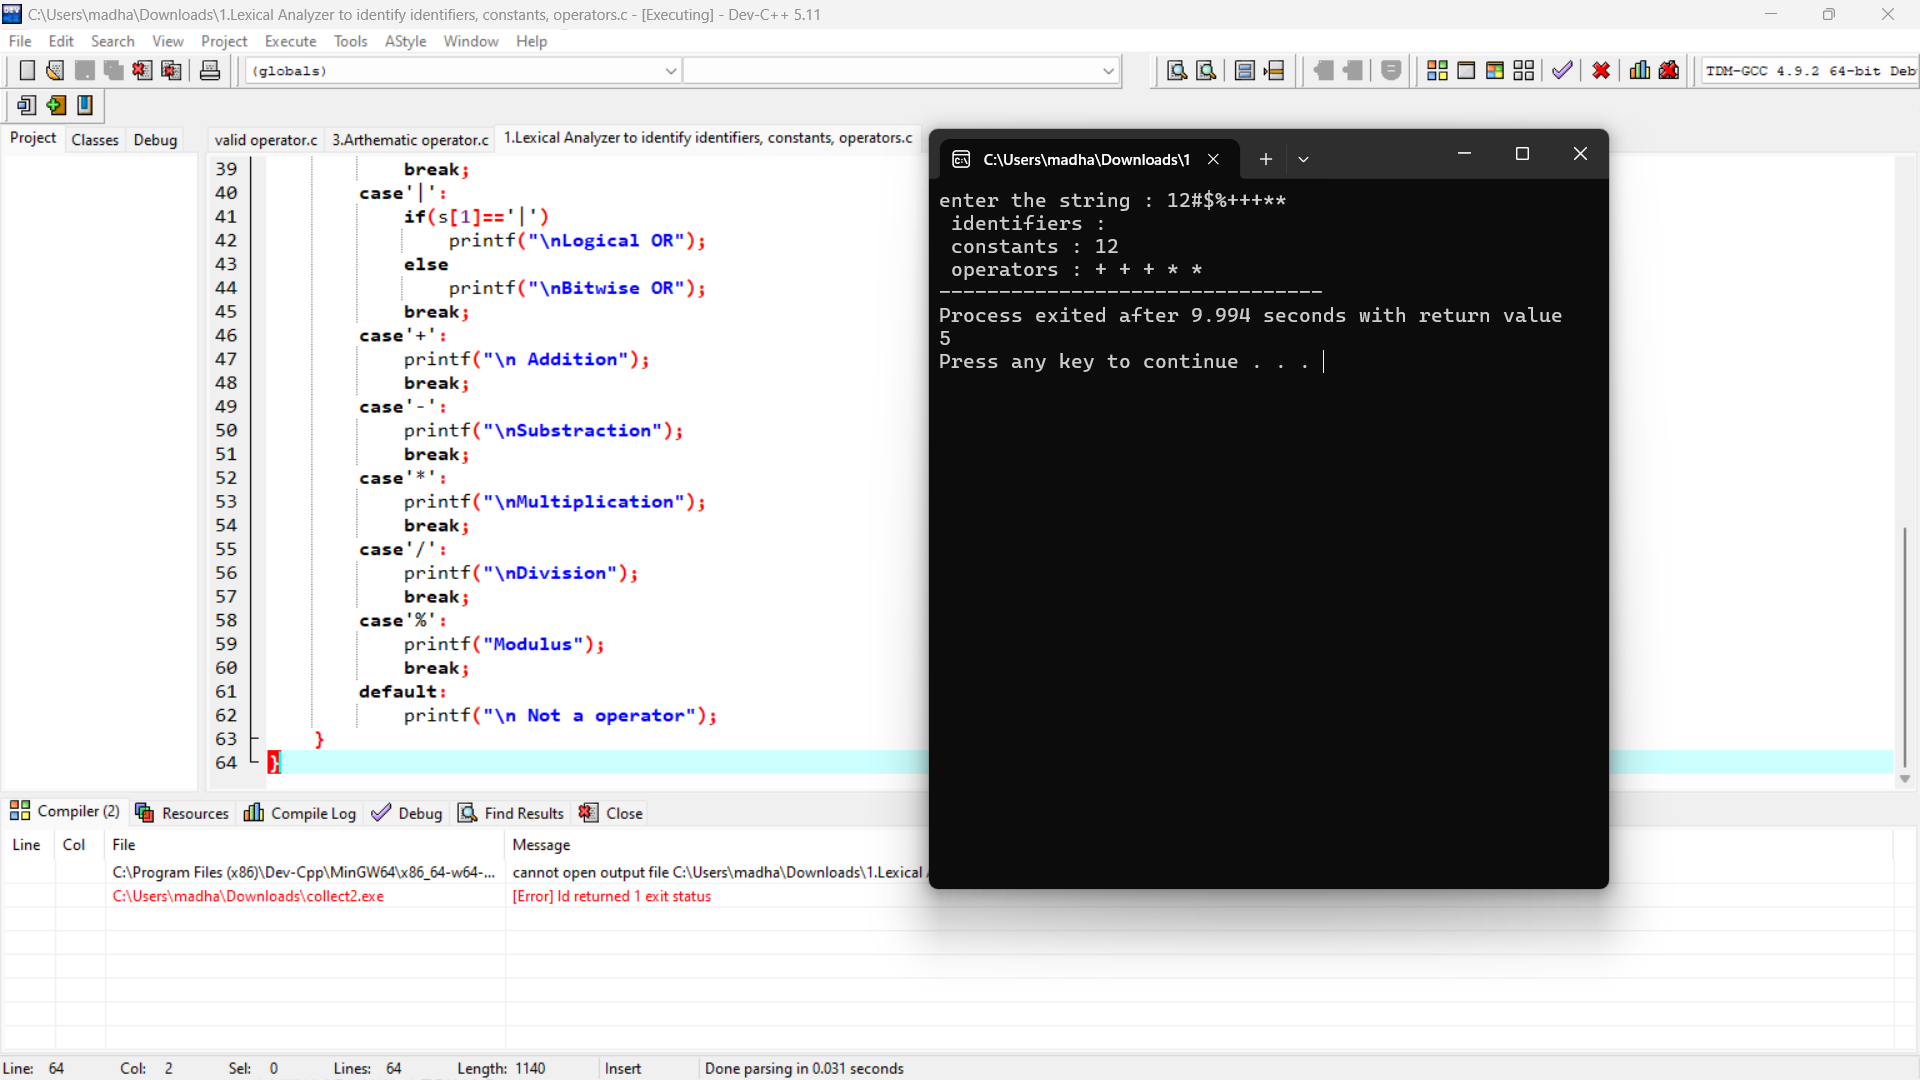 C:\Users\madha\Downloads\1.Lexical Analyzer to identify identifiers, constants, operators.c - [Executing] - Dev-C++ 5.11
File Edit Search View Project Execute Tools AStyle Window Help
(globals)
TDM-GCC 4.9.2 64-bit Deb
Project Classes Debug
valid operator.c 3.Arthematic operator.c 1.Lexical Analyzer to identify identifiers, constants, operators.c
39 break;
40 case'|':
41 if(s[1]=='|')
42 printf("\nLogical OR");
43 else
44 printf("\nBitwise OR");
45 break;
46 case'+':
47 printf("\n Addition");
48 break;
49 case'-':
50 printf("\nSubstraction");
51 break;
52 case'*':
53 printf("\nMultiplication");
54 break;
55 case'/':
56 printf("\nDivision");
57 break;
58 case'%':
59 printf("Modulus");
60 break;
61 default:
62 printf("\n Not a operator");
63 }
64 }
C:\Users\madha\Downloads\1
enter the string : 12#$%+++**
identifiers :
constants : 12
operators : + + + * *
--------------------------------
Process exited after 9.994 seconds with return value
5
Press any key to continue . . .
Compiler (2) Resources Compile Log Debug Find Results Close
Line Col File Message
C:\Program Files (x86)\Dev-Cpp\MinGW64\x86_64-w64-... cannot open output file C:\Users\madha\Downloads\1.Lexical
C:\Users\madha\Downloads\collect2.exe [Error] ld returned 1 exit status
Line: 64 Col: 2 Sel: 0 Lines: 64 Length: 1140 Insert Done parsing in 0.031 seconds